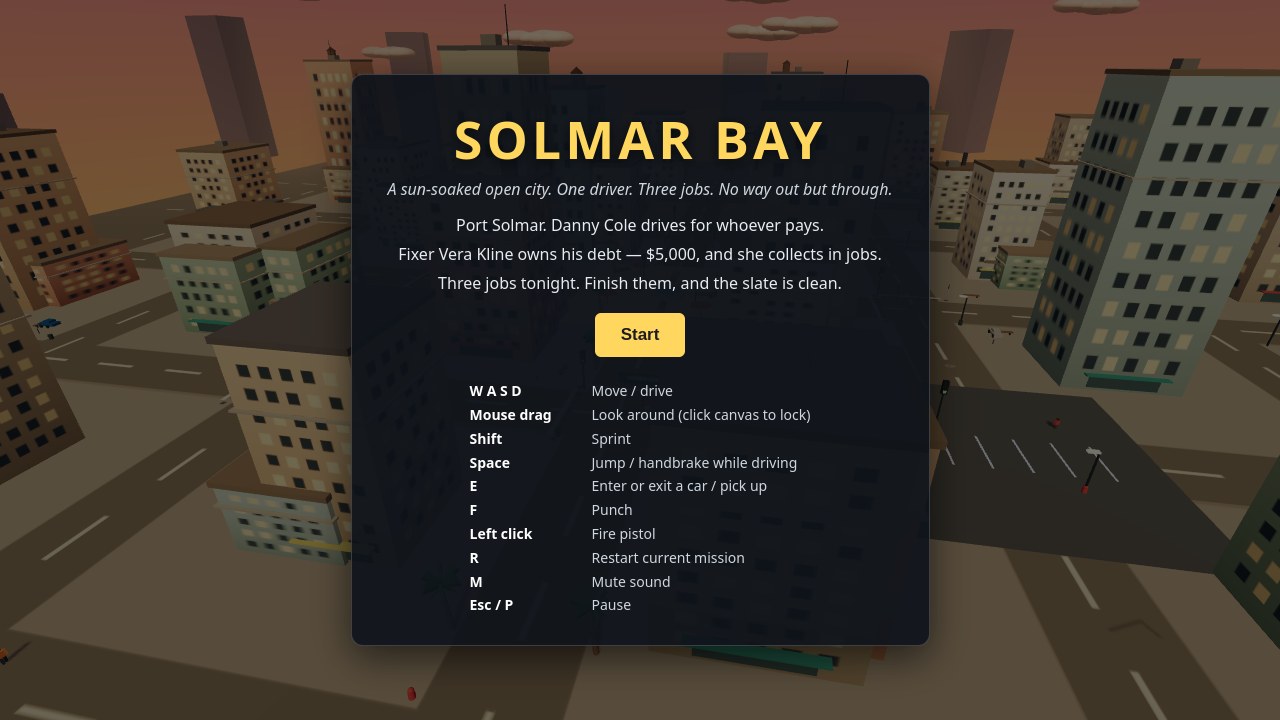 SOLMAR BAY
A sun-soaked open city. One driver. Three jobs. No way out but through.
Port Solmar. Danny Cole drives for whoever pays.
Fixer Vera Kline owns his debt — $5,000, and she collects in jobs.
Three jobs tonight. Finish them, and the slate is clean.
Start
W A S D Move / drive
Mouse drag Look around (click canvas to lock)
Shift Sprint
Space Jump / handbrake while driving
E Enter or exit a car / pick up
F Punch
Left click Fire pistol
R Restart current mission
M Mute sound
Esc / P Pause